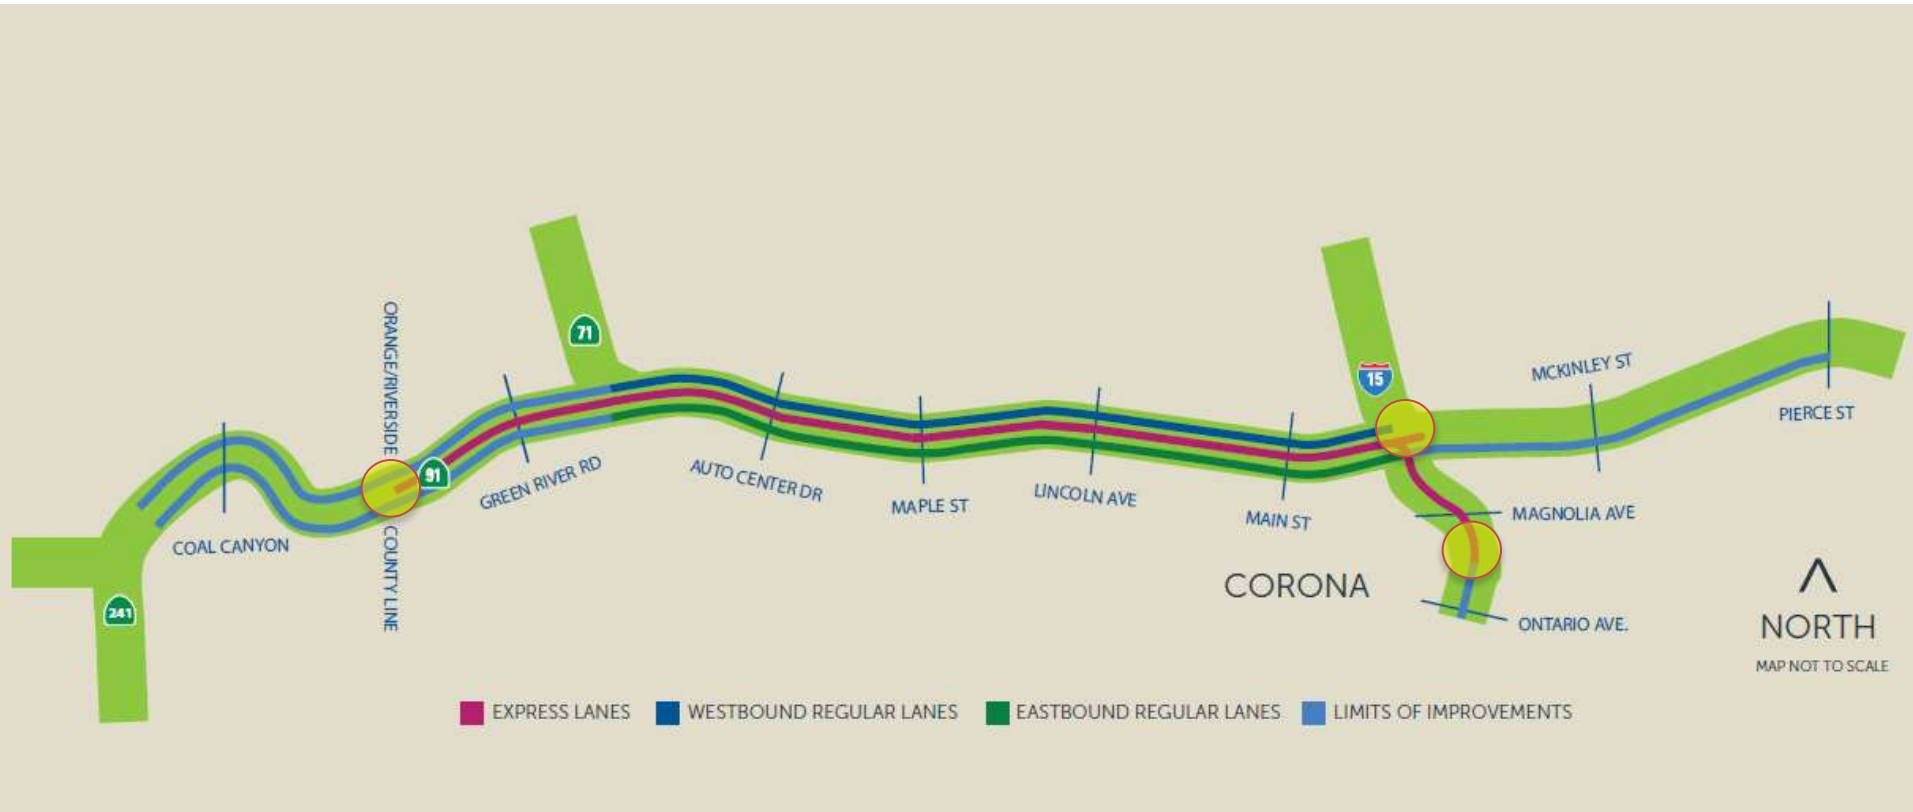 ORANGE/RIVERSIDE COUNTY LINE
71
15
MCKINLEY ST
PIERCE ST
91
GREEN RIVER RD
AUTO CENTER DR
MAPLE ST
LINCOLN AVE
MAIN ST
MAGNOLIA AVE
COAL CANYON
241
CORONA
ONTARIO AVE.
NORTH
MAP NOT TO SCALE
EXPRESS LANES
WESTBOUND REGULAR LANES
EASTBOUND REGULAR LANES
LIMITS OF IMPROVEMENTS